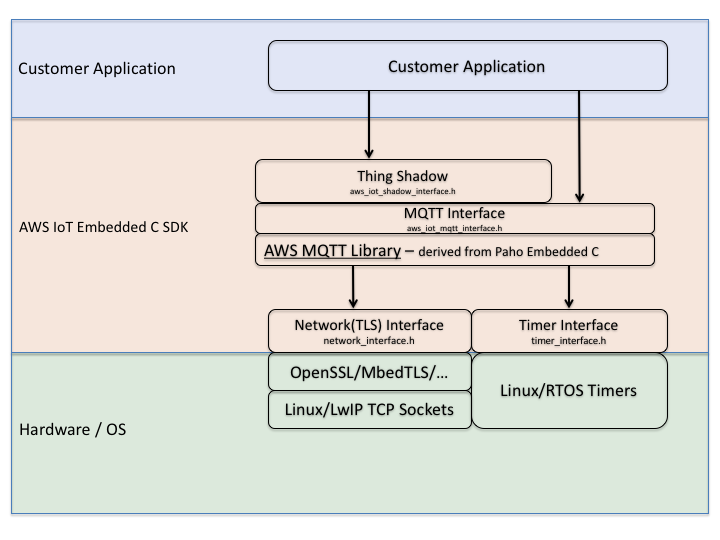 Customer Application
Customer Application
Thing Shadow
aws_iot_shadow_interface.h
MQTT Interface
aws_iot_mqtt_interface.h
AWS IoT Embedded C SDK
AWS MQTT Library – derived from Paho Embedded C
Network(TLS) Interface
network_interface.h
Timer Interface
timer_interface.h
OpenSSL/MbedTLS/...
Linux/LwIP TCP Sockets
Linux/RTOS Timers
Hardware / OS